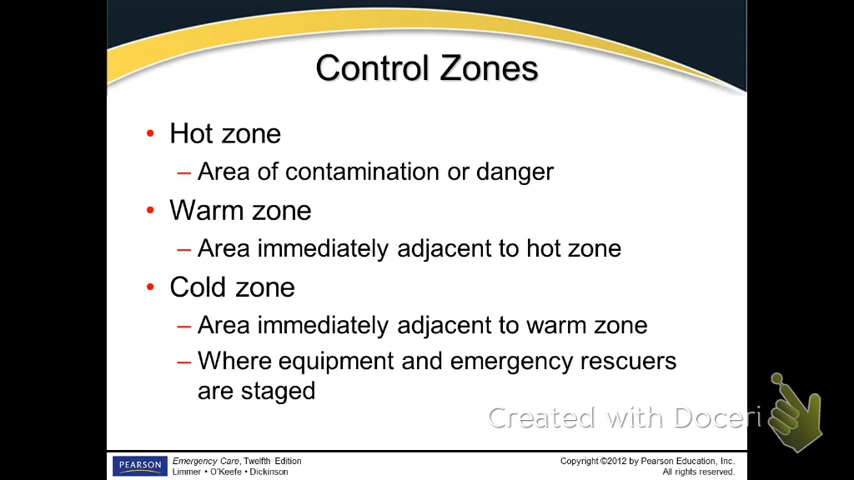 Control Zones
• Hot zone
– Area of contamination or danger
• Warm zone
– Area immediately adjacent to hot zone
• Cold zone
– Area immediately adjacent to warm zone
– Where equipment and emergency rescuers
are staged
Created with Doceri
PEARSON
Emergency Care, Twelfth Edition
Limmer • O'Keefe • Dickinson
Copyright ©2012 by Pearson Education, Inc.
All rights reserved.